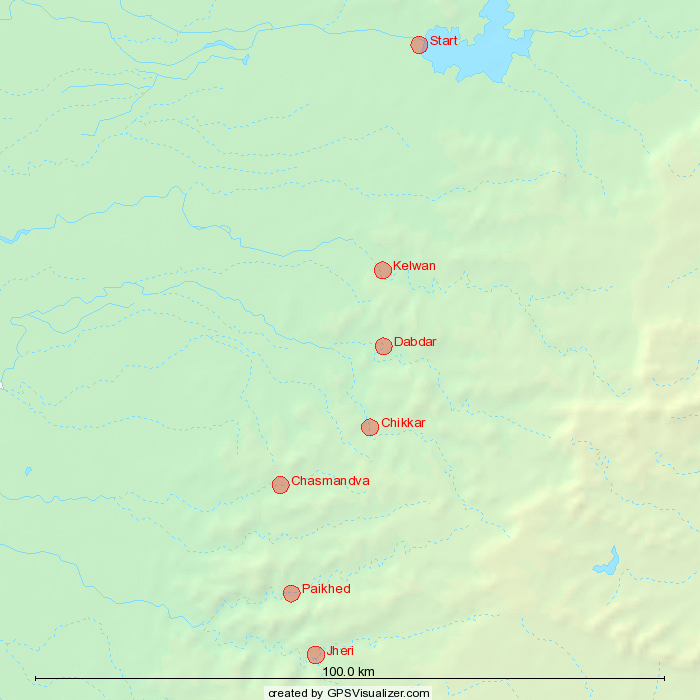 Start
Kelwan
Dabdar
Chikkar
Chasmandva
Paikhed
Jheri
100.0 km
created by GPSVisualizer.com